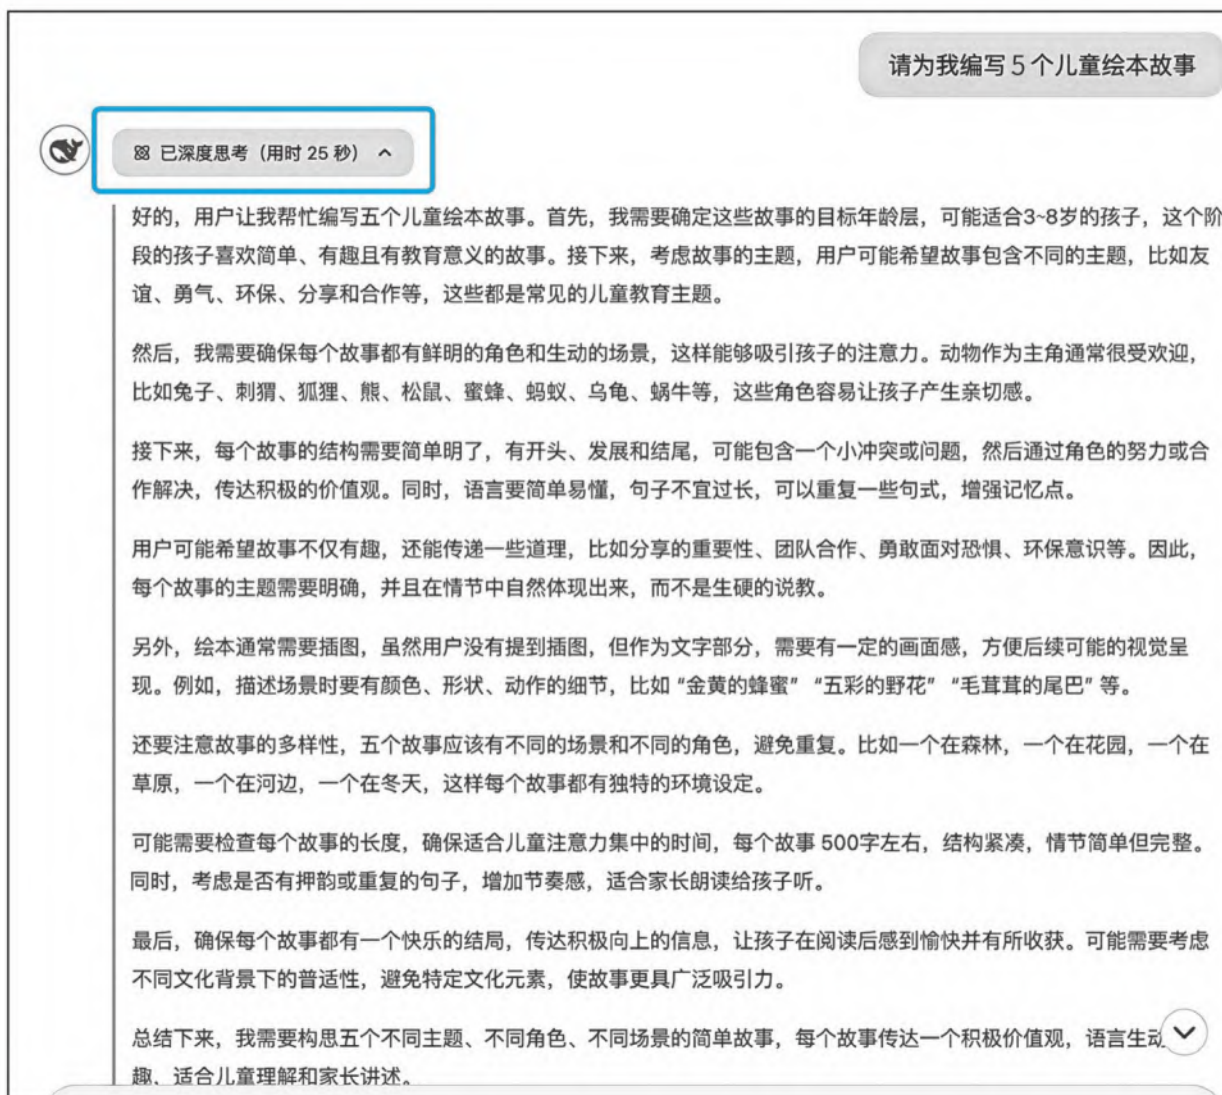 请为我编写 5 个儿童绘本故事
已深度思考（用时 25 秒）
好的，用户让我帮忙编写五个儿童绘本故事。首先，我需要确定这些故事的目标年龄层，可能适合3~8岁的孩子，这个阶
段的孩子喜欢简单、有趣且有教育意义的故事。接下来，考虑故事的主题，用户可能希望故事包含不同的主题，比如友
谊、勇气、环保、分享和合作等，这些都是常见的儿童教育主题。
然后，我需要确保每个故事都有鲜明的角色和生动的场景，这样能够吸引孩子的注意力。动物作为主角通常很受欢迎，
比如兔子、刺猬、狐狸、熊、松鼠、蜜蜂、蚂蚁、乌龟、蜗牛等，这些角色容易让孩子产生亲切感。
接下来，每个故事的结构需要简单明了，有开头、发展和结尾，可能包含一个小冲突或问题，然后通过角色的努力或合
作解决，传达积极的价值观。同时，语言要简单易懂，句子不宜过长，可以重复一些句式，增强记忆点。
用户可能希望故事不仅有趣，还能传递一些道理，比如分享的重要性、团队合作、勇敢面对恐惧、环保意识等。因此，
每个故事的主题需要明确，并且在情节中自然体现出来，而不是生硬的说教。
另外，绘本通常需要插图，虽然用户没有提到插图，但作为文字部分，需要有一定的画面感，方便后续可能的视觉呈
现。例如，描述场景时要有颜色、形状、动作的细节，比如 “金黄的蜂蜜” “五彩的野花” “毛茸茸的尾巴” 等。
还要注意故事的多样性，五个故事应该有不同的场景和不同的角色，避免重复。比如一个在森林，一个在花园，一个在
草原，一个在河边，一个在冬天，这样每个故事都有独特的环境设定。
可能需要检查每个故事的长度，确保适合儿童注意力集中的时间，每个故事 500字左右，结构紧凑，情节简单但完整。
同时，考虑是否有押韵或重复的句子，增加节奏感，适合家长朗读给孩子听。
最后，确保每个故事都有一个快乐的结局，传达积极向上的信息，让孩子在阅读后感到愉快并有所收获。可能需要考虑
不同文化背景下的普适性，避免特定文化元素，使故事更具广泛吸引力。
总结下来，我需要构思五个不同主题、不同角色、不同场景的简单故事，每个故事传达一个积极价值观，语言生动
趣、适合儿童理解和家长讲述。